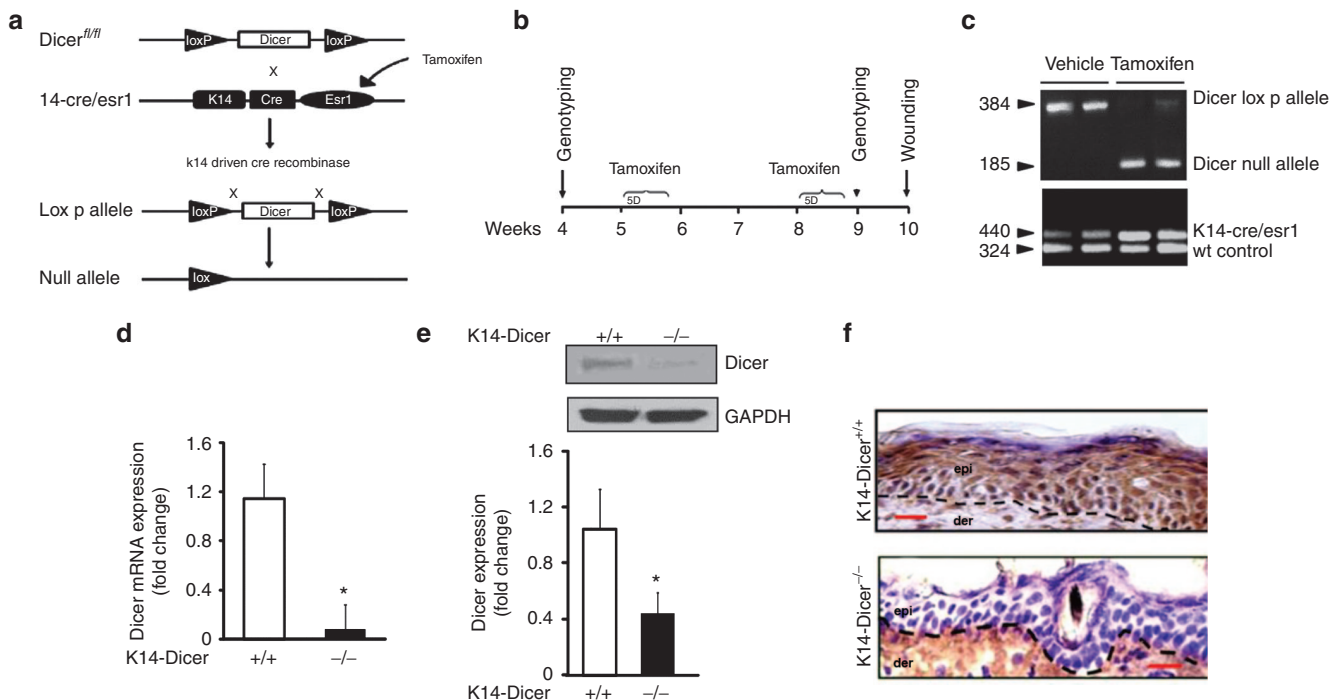 a
Dicer fl/fl
loxP Dicer loxP
X
Tamoxifen
14-cre/esr1
K14 Cre Esr1
k14 driven cre recombinase
X X
Lox p allele
loxP Dicer loxP
Null allele
lox
b
Genotyping
Genotyping
Wounding
Tamoxifen
Tamoxifen
5D
5D
Weeks 4 5 6 7 8 9 10
c
Vehicle Tamoxifen
384 Dicer lox p allele
185 Dicer null allele
440 K14-cre/esr1
324 wt control
d
Dicer mRNA expression
(fold change)
1.6
1.2
0.8
0.4
0
*
K14-Dicer +/+ –/–
e
K14-Dicer +/+ –/–
Dicer
GAPDH
Dicer expression
(fold change)
1.6
1.2
0.8
0.4
0
*
K14-Dicer +/+ –/–
f
K14-Dicer+/+
epi
der
K14-Dicer–/–
epi
der